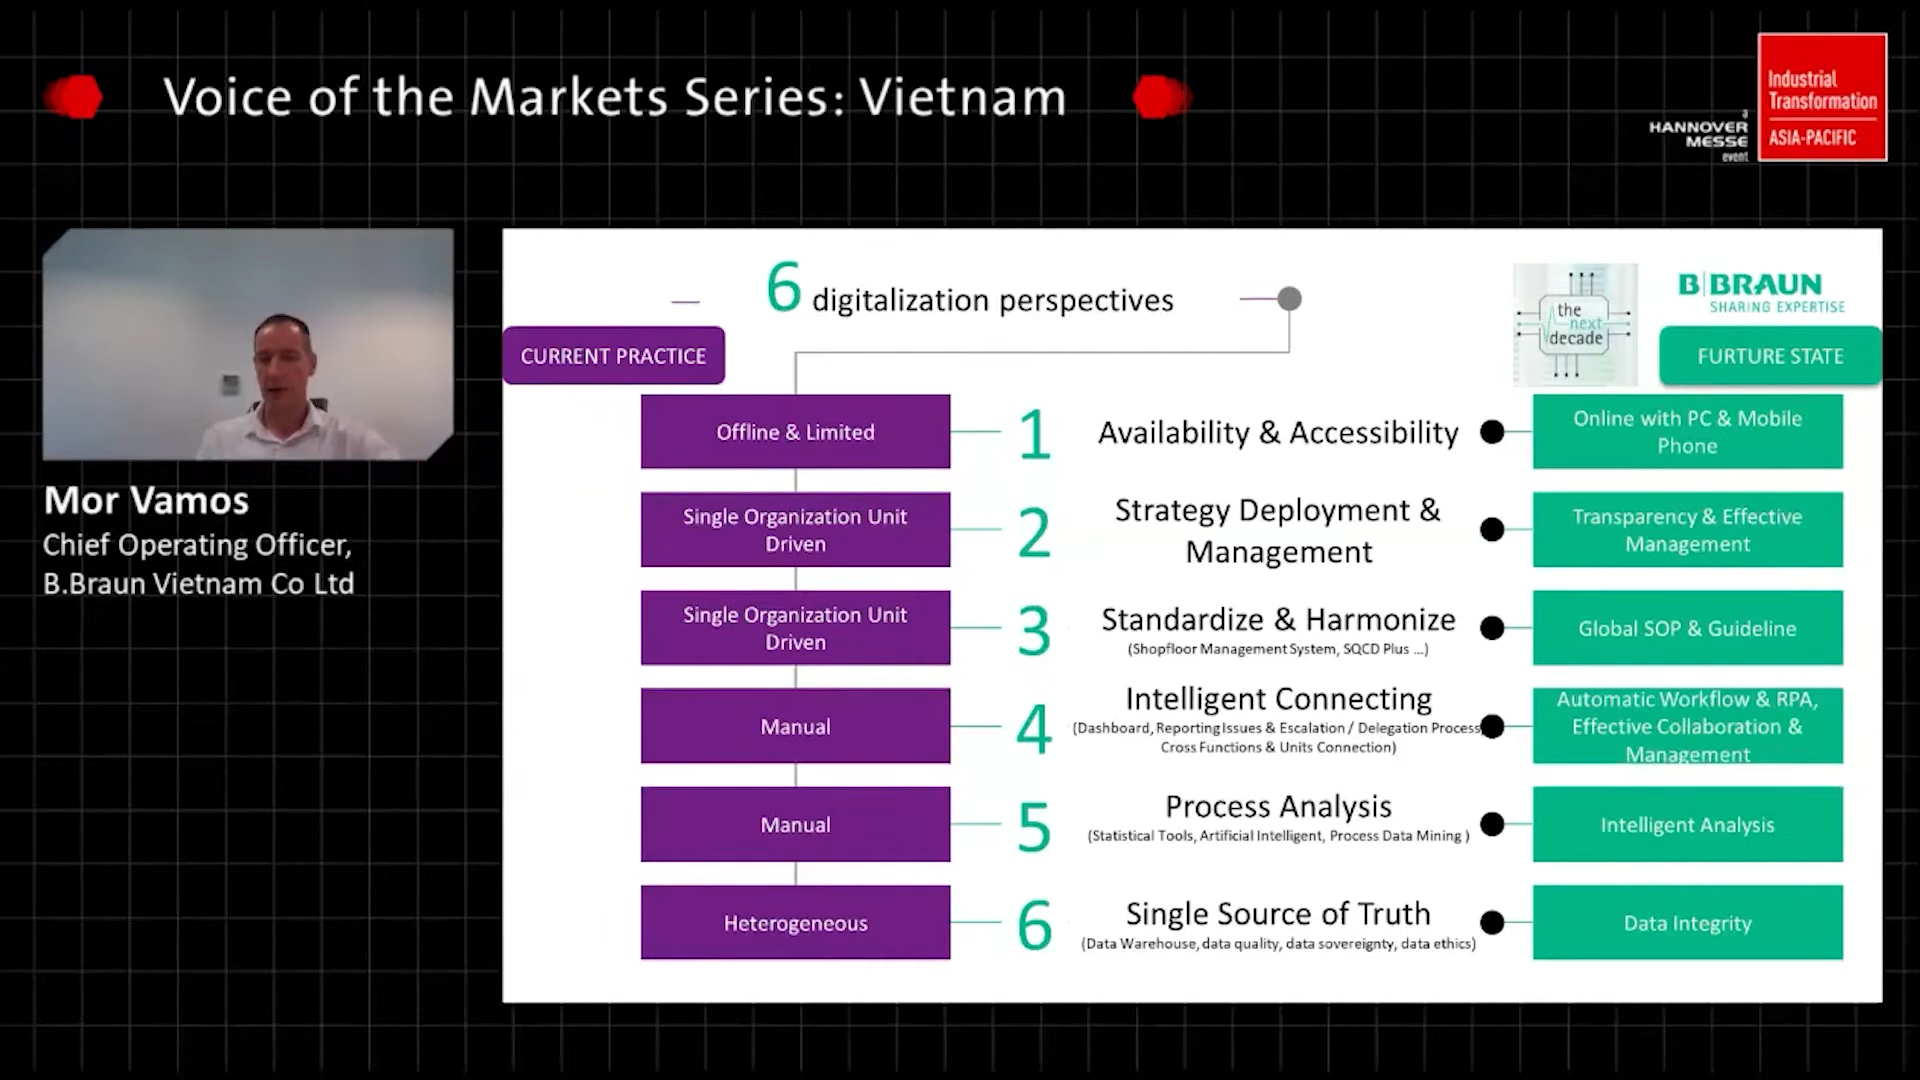 Voice of the Markets Series: Vietnam
a
HANNOVER
MESSE
event
Industrial
Transformation
ASIA-PACIFIC
Mor Vamos
Chief Operating Officer,
B.Braun Vietnam Co Ltd
6 digitalization perspectives
the
next
decade
B|BRAUN
SHARING EXPERTISE
CURRENT PRACTICE
FURTURE STATE
Offline & Limited
1
Availability & Accessibility
Online with PC & Mobile
Phone
Single Organization Unit
Driven
2
Strategy Deployment &
Management
Transparency & Effective
Management
Single Organization Unit
Driven
3
Standardize & Harmonize
(Shopfloor Management System, SQCD Plus ...)
Global SOP & Guideline
Manual
4
Intelligent Connecting
(Dashboard, Reporting Issues & Escalation / Delegation Process,
Cross Functions & Units Connection)
Automatic Workflow & RPA,
Effective Collaboration &
Management
Manual
5
Process Analysis
(Statistical Tools, Artificial Intelligent, Process Data Mining )
Intelligent Analysis
Heterogeneous
6
Single Source of Truth
(Data Warehouse, data quality, data sovereignty, data ethics)
Data Integrity